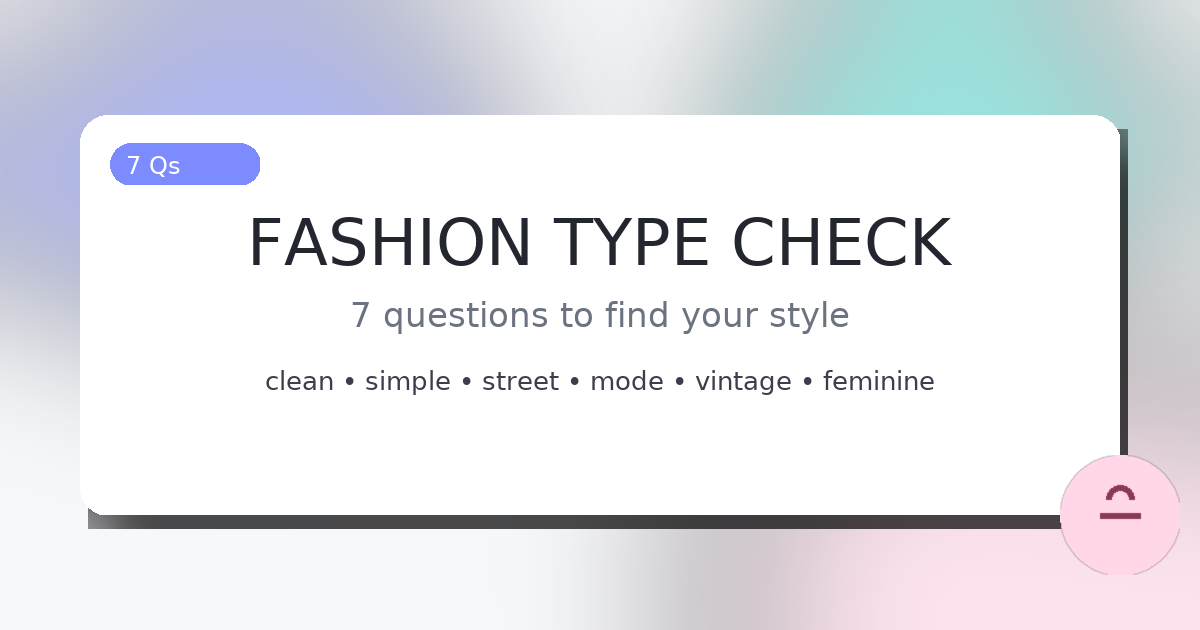 7 Qs
FASHION TYPE CHECK
7 questions to find your style
clean • simple • street • mode • vintage • feminine